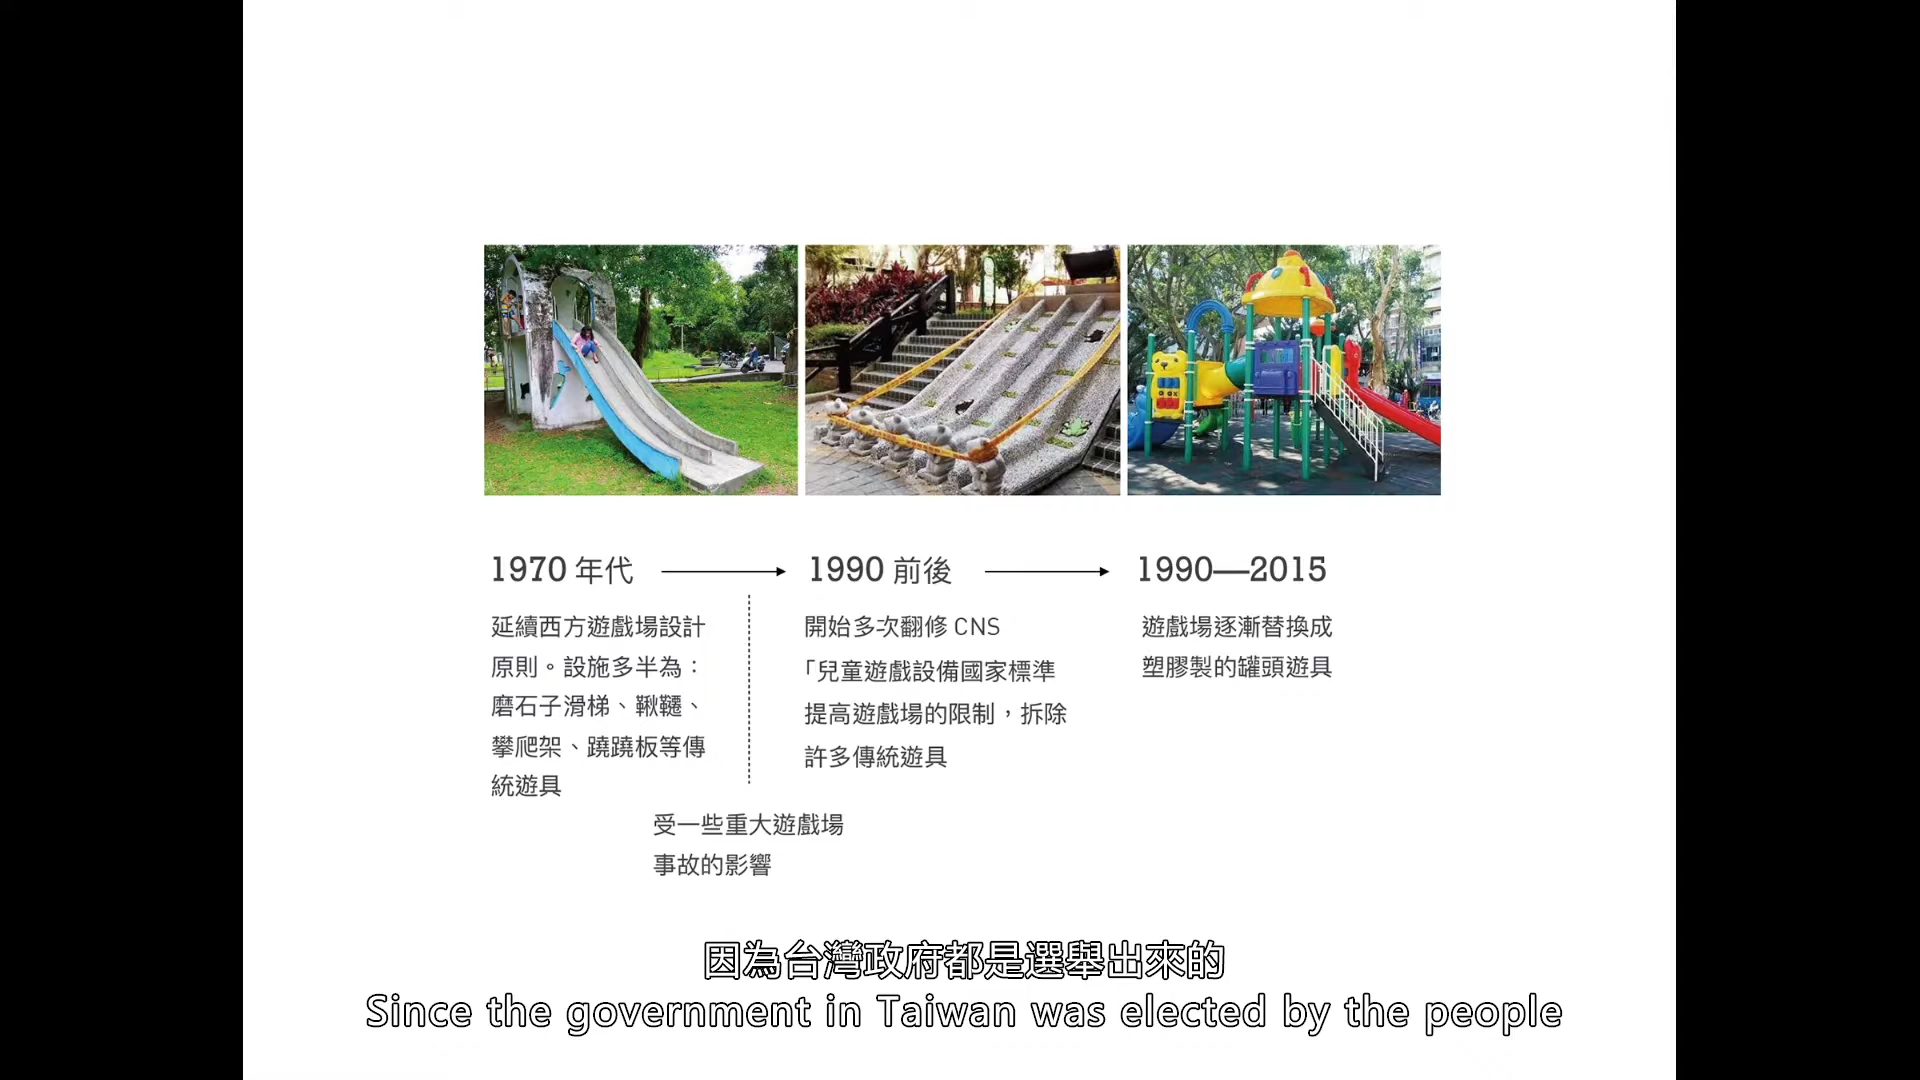 1970 年代
延續西方遊戲場設計
原則。設施多半為：
磨石子滑梯、鞦韆、
攀爬架、蹺蹺板等傳
統遊具
受一些重大遊戲場
事故的影響
1990 前後
開始多次翻修 CNS
「兒童遊戲設備國家標準
提高遊戲場的限制，拆除
許多傳統遊具
1990—2015
遊戲場逐漸替換成
塑膠製的罐頭遊具
因為台灣政府都是選舉出來的
Since the government in Taiwan was elected by the people